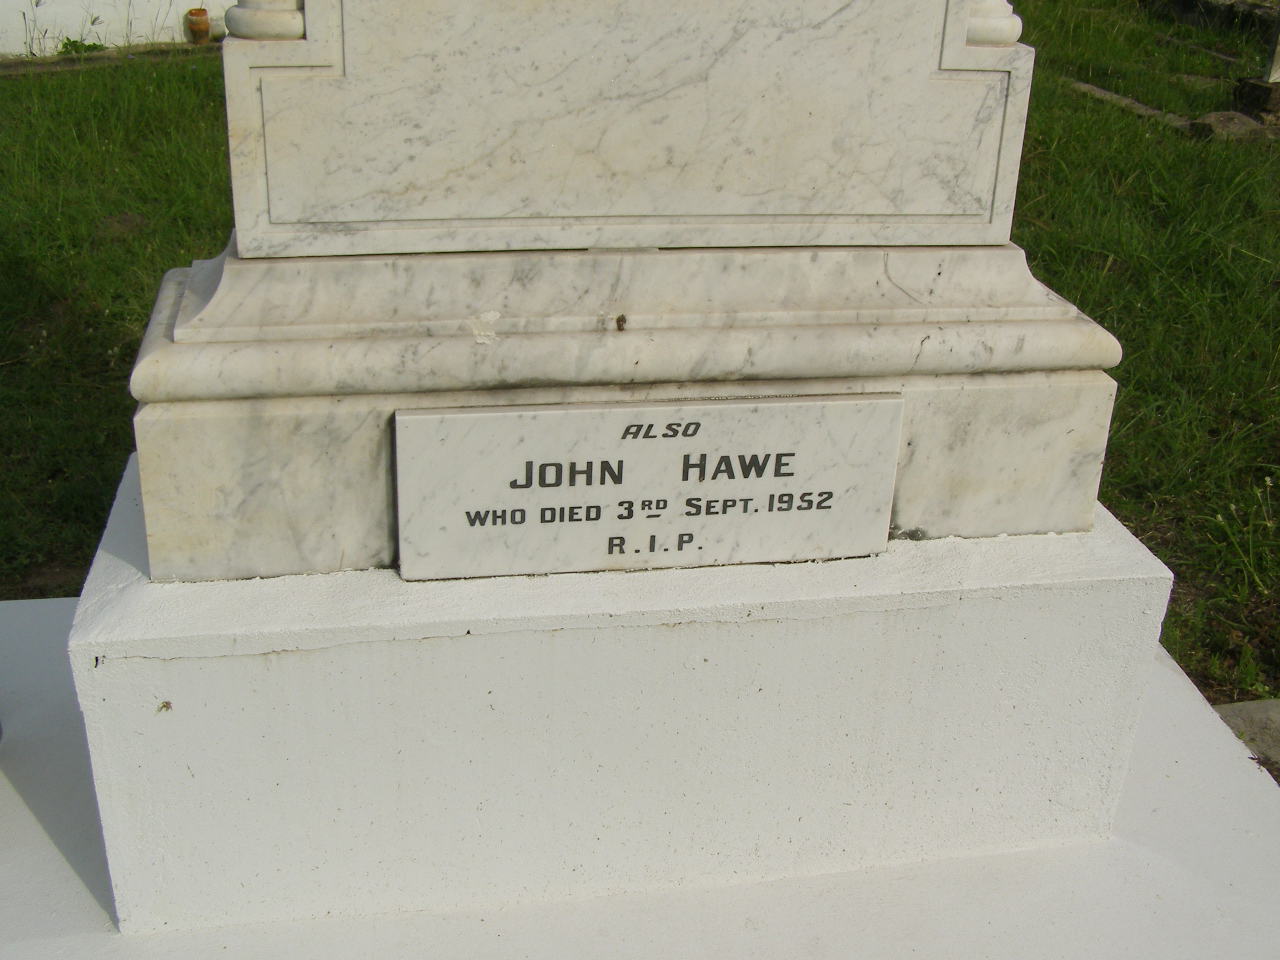 ALSO
JOHN HAWE
WHO DIED 3RD SEPT. 1952
R.I.P.